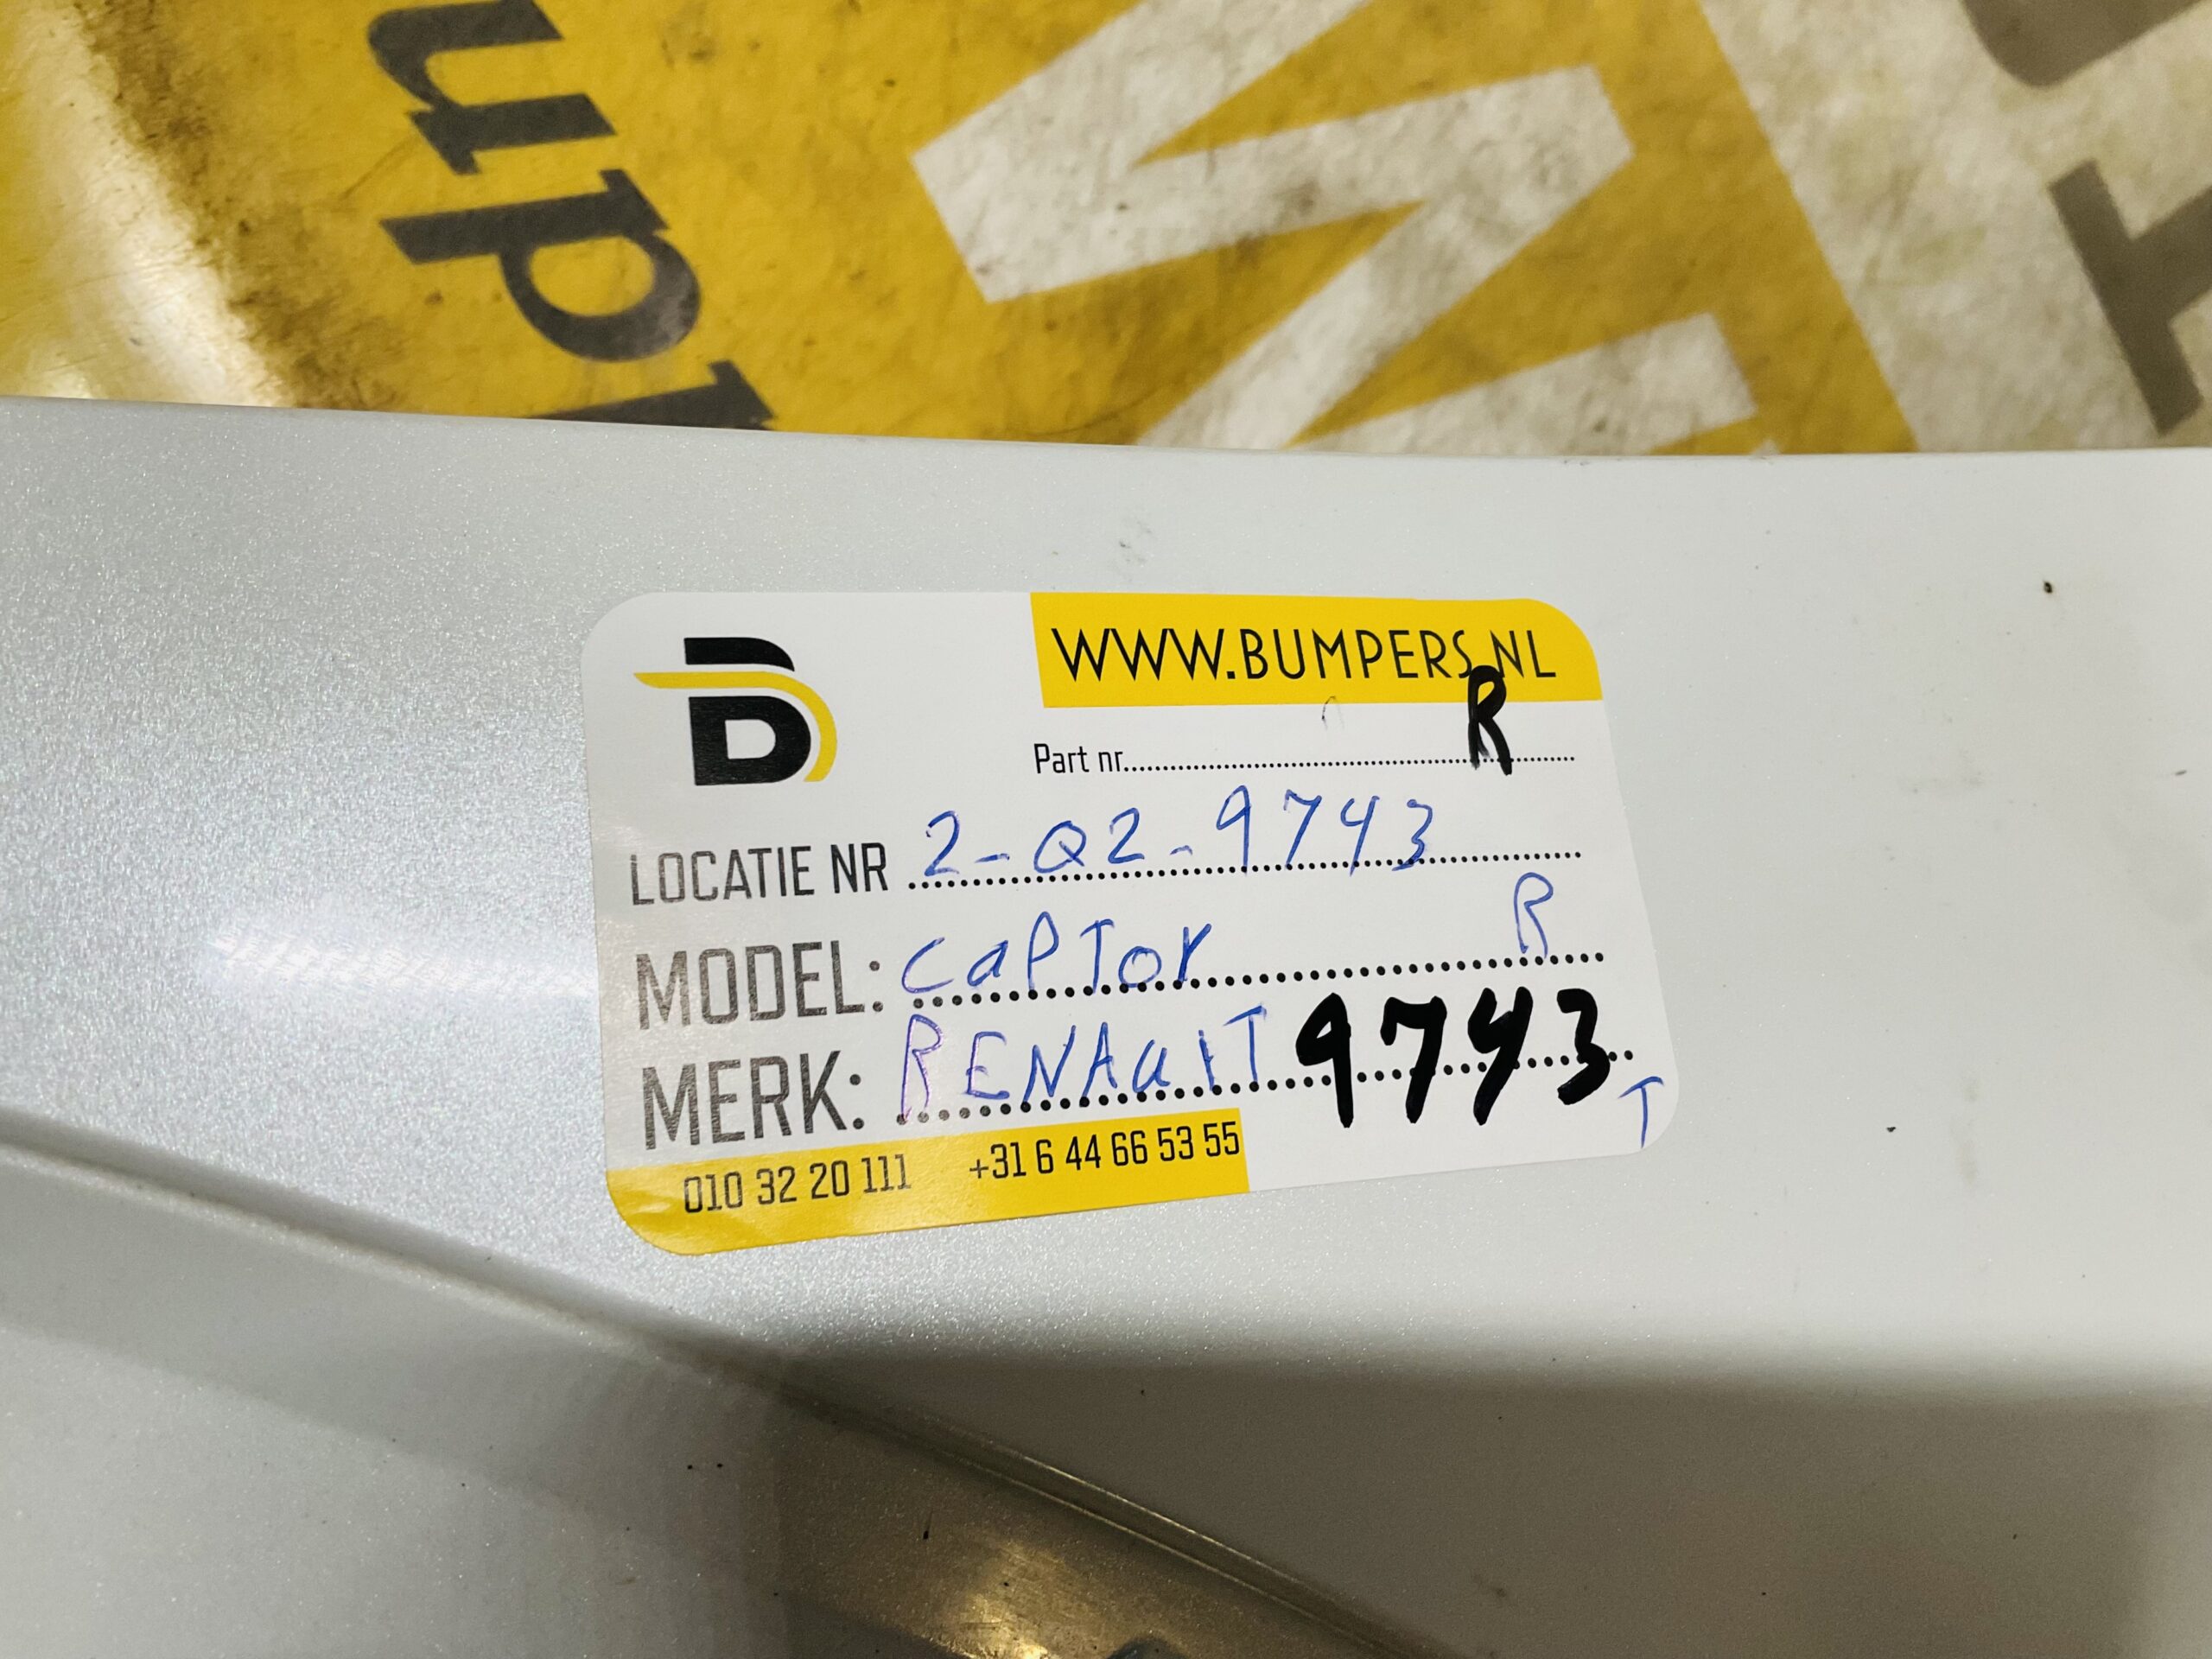 WWW.BUMPERS.NL
B
R
Part nr
LOCATIE NR 2-Q2-9743
MODEL: CaPTor R
MERK: RENAuIT 9743
T
010 32 20 111 +31 6 44 66 53 55